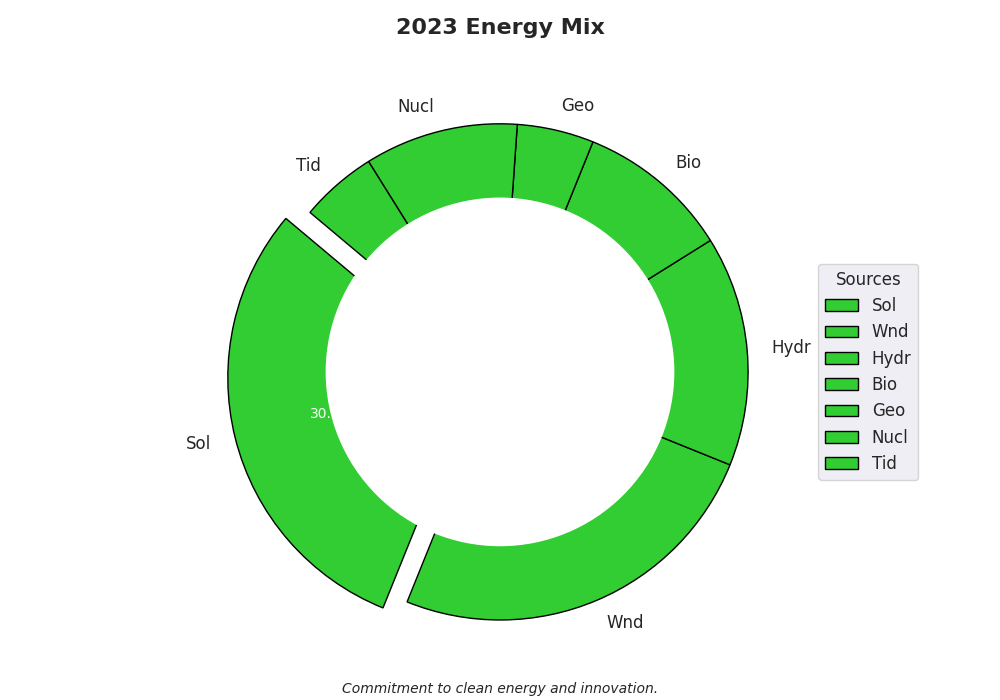 2023 Energy Mix
Nucl
Geo
Tid
Bio
Hydr
Sol
Wnd
30.
Sources
Sol
Wnd
Hydr
Bio
Geo
Nucl
Tid
Commitment to clean energy and innovation.